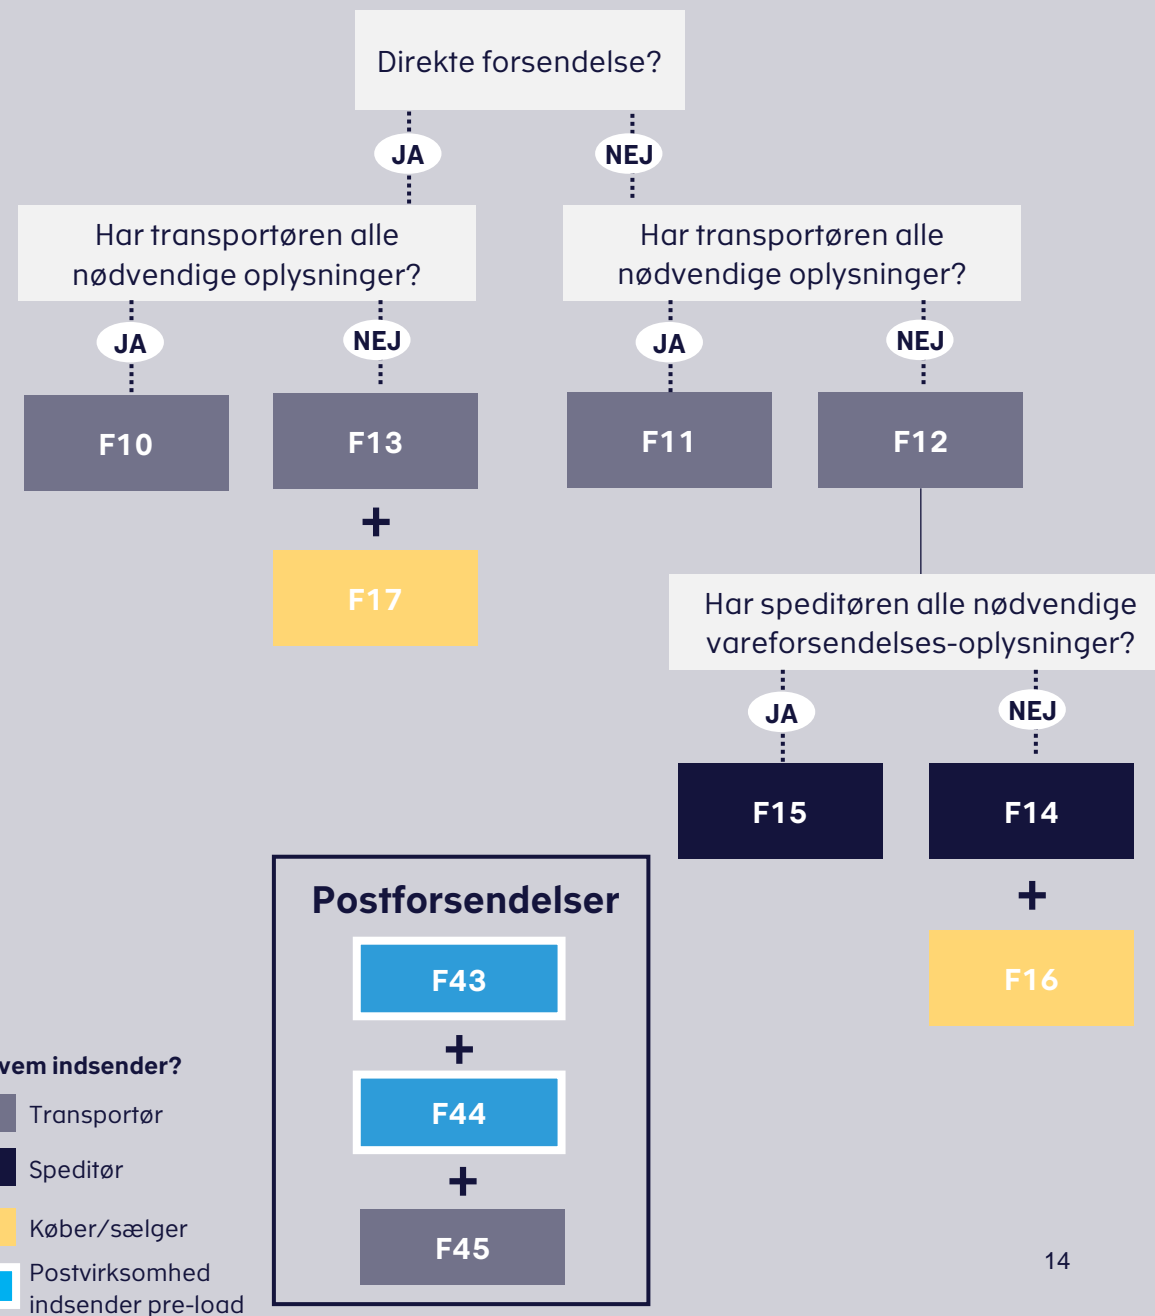 Direkte forsendelse?
JA
NEJ
Har transportøren alle
nødvendige oplysninger?
Har transportøren alle
nødvendige oplysninger?
JA
NEJ
JA
NEJ
F10
F13
F11
F12
+
F17
Har speditøren alle nødvendige
vareforsendelses-oplysninger?
JA
NEJ
F15
F14
+
F16
Postforsendelser
F43
+
F44
+
F45
vem indsender?
Transportør
Speditør
Køber/sælger
Postvirksomhed
indsender pre-load
14